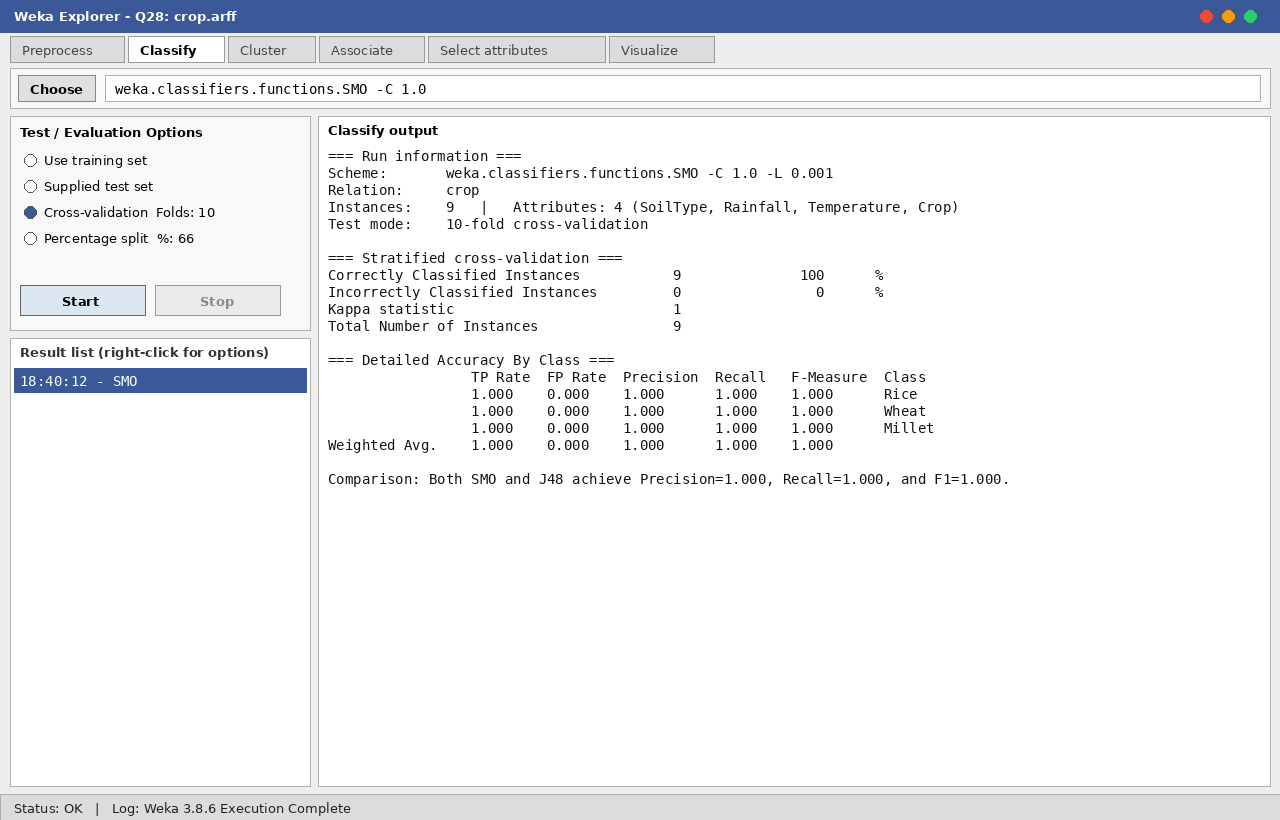 Weka Explorer - Q28: crop.arff
Preprocess Classify Cluster Associate Select attributes Visualize
Choose weka.classifiers.functions.SMO -C 1.0
Test / Evaluation Options
Use training set
Supplied test set
Cross-validation  Folds: 10
Percentage split  %: 66
Start Stop
Result list (right-click for options)
18:40:12 - SMO
Classify output
=== Run information ===
Scheme:       weka.classifiers.functions.SMO -C 1.0 -L 0.001
Relation:     crop
Instances:    9   |   Attributes: 4 (SoilType, Rainfall, Temperature, Crop)
Test mode:    10-fold cross-validation
=== Stratified cross-validation ===
Correctly Classified Instances           9              100      %
Incorrectly Classified Instances         0                0      %
Kappa statistic                          1
Total Number of Instances                9
=== Detailed Accuracy By Class ===
                 TP Rate  FP Rate  Precision  Recall   F-Measure  Class
                 1.000    0.000    1.000      1.000    1.000      Rice
                 1.000    0.000    1.000      1.000    1.000      Wheat
                 1.000    0.000    1.000      1.000    1.000      Millet
Weighted Avg.    1.000    0.000    1.000      1.000    1.000
Comparison: Both SMO and J48 achieve Precision=1.000, Recall=1.000, and F1=1.000.
Status: OK   |   Log: Weka 3.8.6 Execution Complete